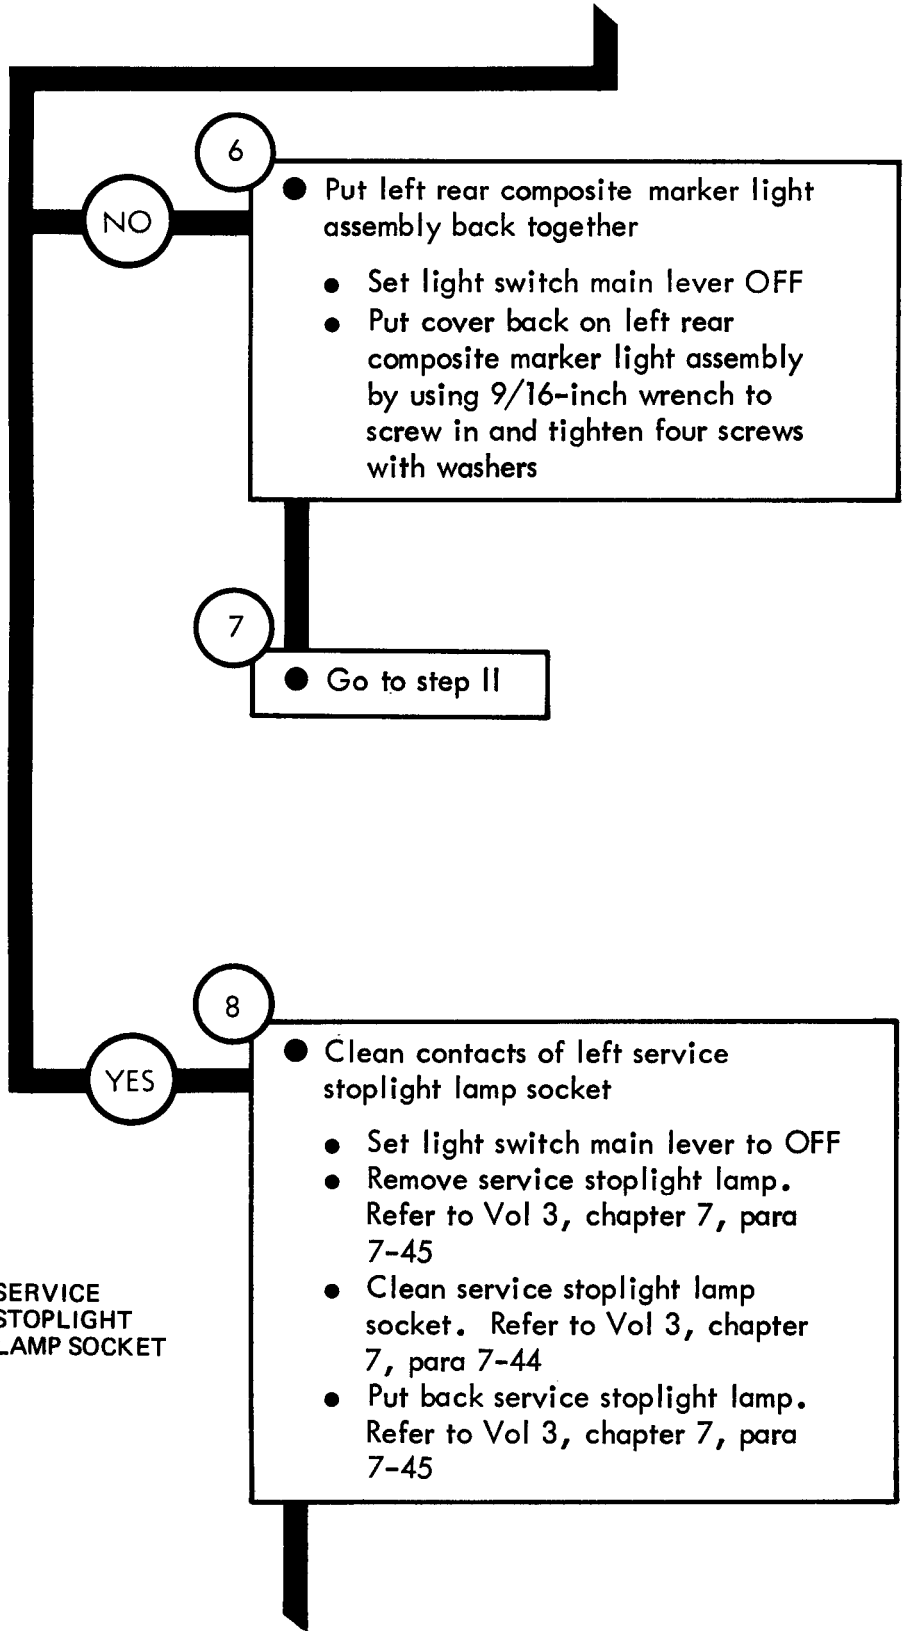 6
NO
● Put left rear composite marker light
assembly back together
● Set light switch main lever OFF
● Put cover back on left rear
composite marker light assembly
by using 9/16-inch wrench to
screw in and tighten four screws
with washers
7
● Go to step 11
8
YES
● Clean contacts of left service
stoplight lamp socket
● Set light switch main lever to OFF
● Remove service stoplight lamp.
Refer to Vol 3, chapter 7, para
7-45
● Clean service stoplight lamp
socket. Refer to Vol 3, chapter
7, para 7-44
● Put back service stoplight lamp.
Refer to Vol 3, chapter 7, para
7-45
SERVICE
STOPLIGHT
LAMP SOCKET